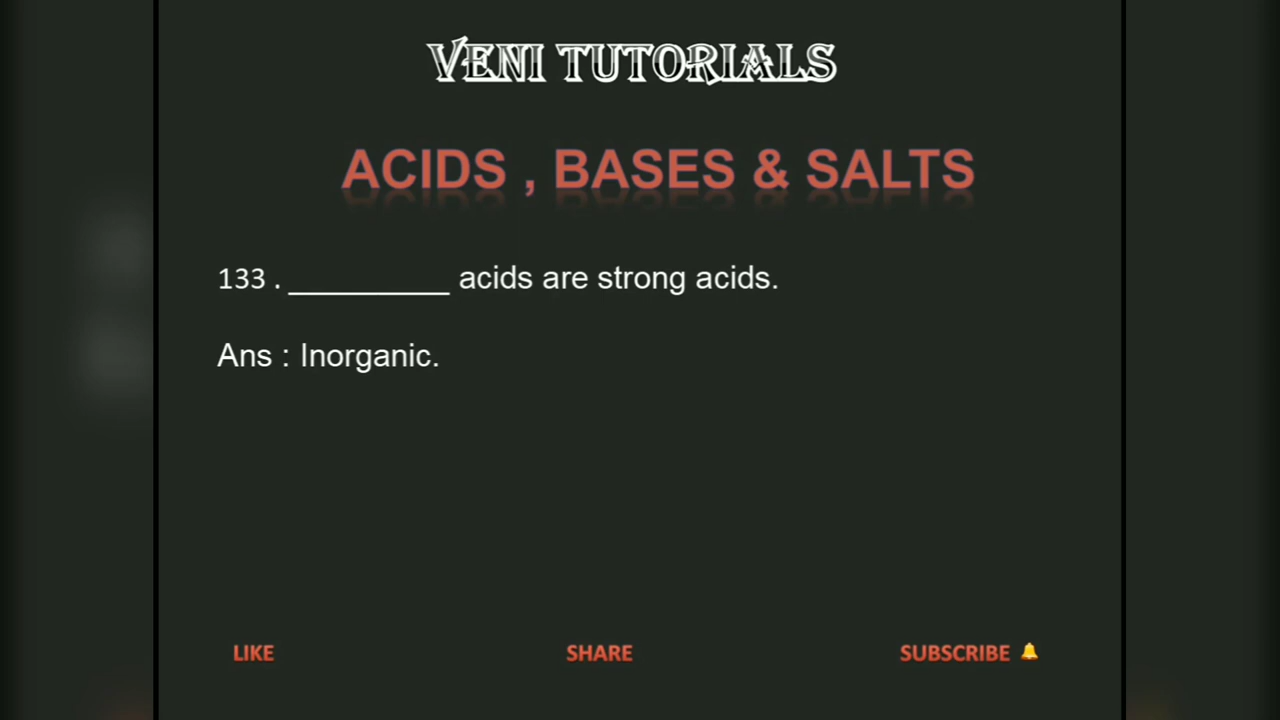 VENI TUTORIALS
ACIDS , BASES & SALTS
133 . __________ acids are strong acids.
Ans : Inorganic.
LIKE SHARE SUBSCRIBE 🔔